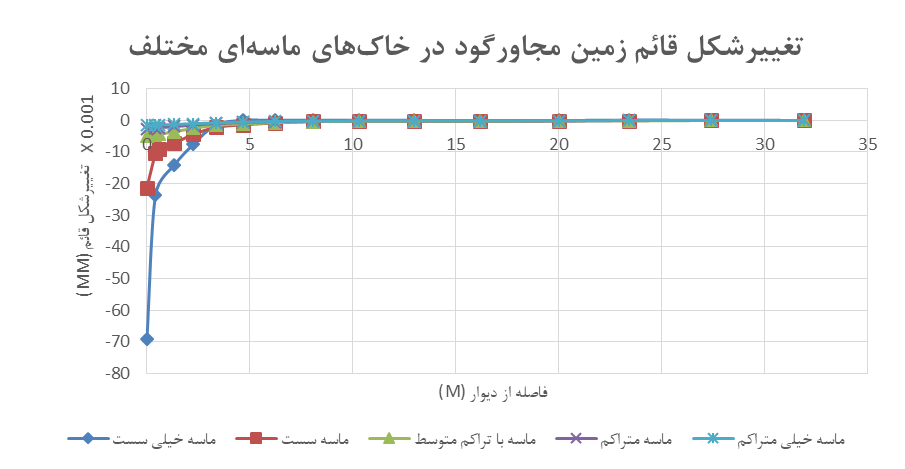 تغییرشکل قائم زمین مجاورگود در خاک‌های ماسه‌ای مختلف
10
0
-10
-20
-30
-40
-50
-60
-70
-80
0 5 10 15 20 25 30 35
تغییرشکل قائم (MM) X 0.001
فاصله از دیوار (M)
ماسه خیلی سست
ماسه سست
ماسه با تراکم متوسط
ماسه متراکم
ماسه خیلی متراکم